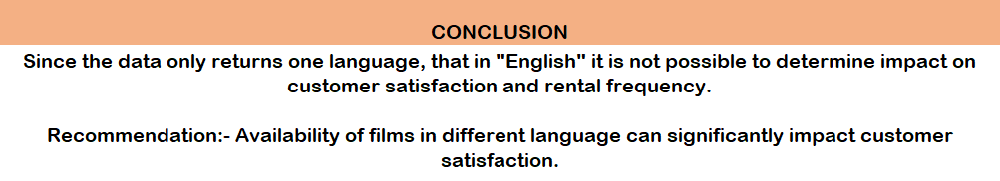 CONCLUSION
Since the data only returns one language, that in "English" it is not possible to determine impact on
customer satisfaction and rental frequency.
Recommendation:- Availability of films in different language can significantly impact customer
satisfaction.